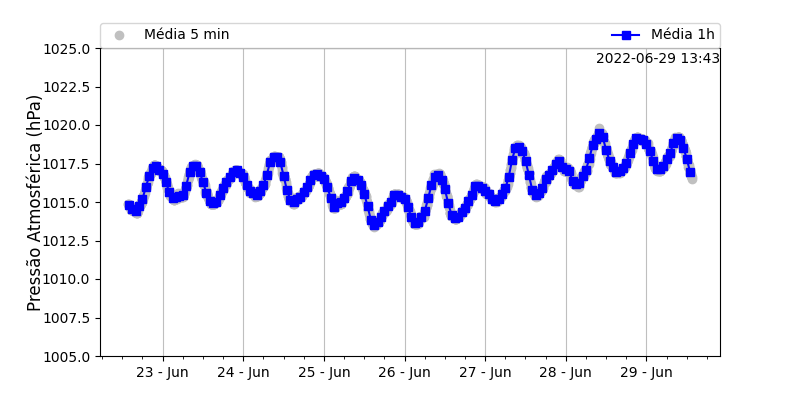 Média 5 min
Média 1h
2022-06-29 13:43
Pressão Atmosférica (hPa)
1025.0
1022.5
1020.0
1017.5
1015.0
1012.5
1010.0
1007.5
1005.0
23 - Jun
24 - Jun
25 - Jun
26 - Jun
27 - Jun
28 - Jun
29 - Jun